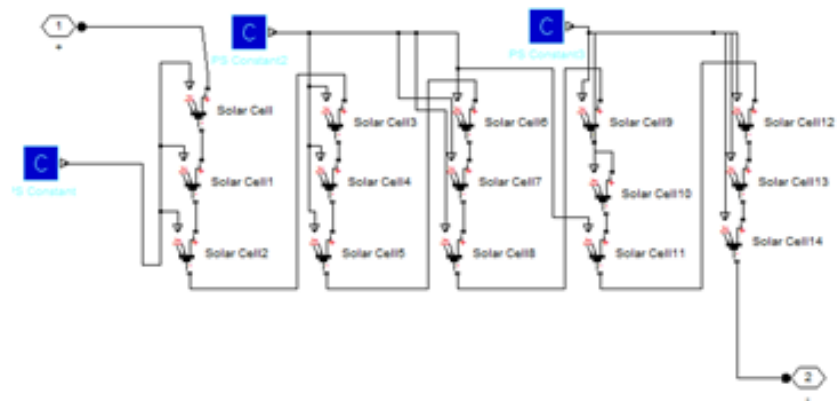 1
+
C
PS Constant2
C
PS Constant3
C
*S Constant
Solar Cell
Solar Cell1
Solar Cell2
Solar Cell3
Solar Cell4
Solar Cell5
Solar Cell6
Solar Cell7
Solar Cell8
Solar Cell9
Solar Cell10
Solar Cell11
Solar Cell12
Solar Cell13
Solar Cell14
2